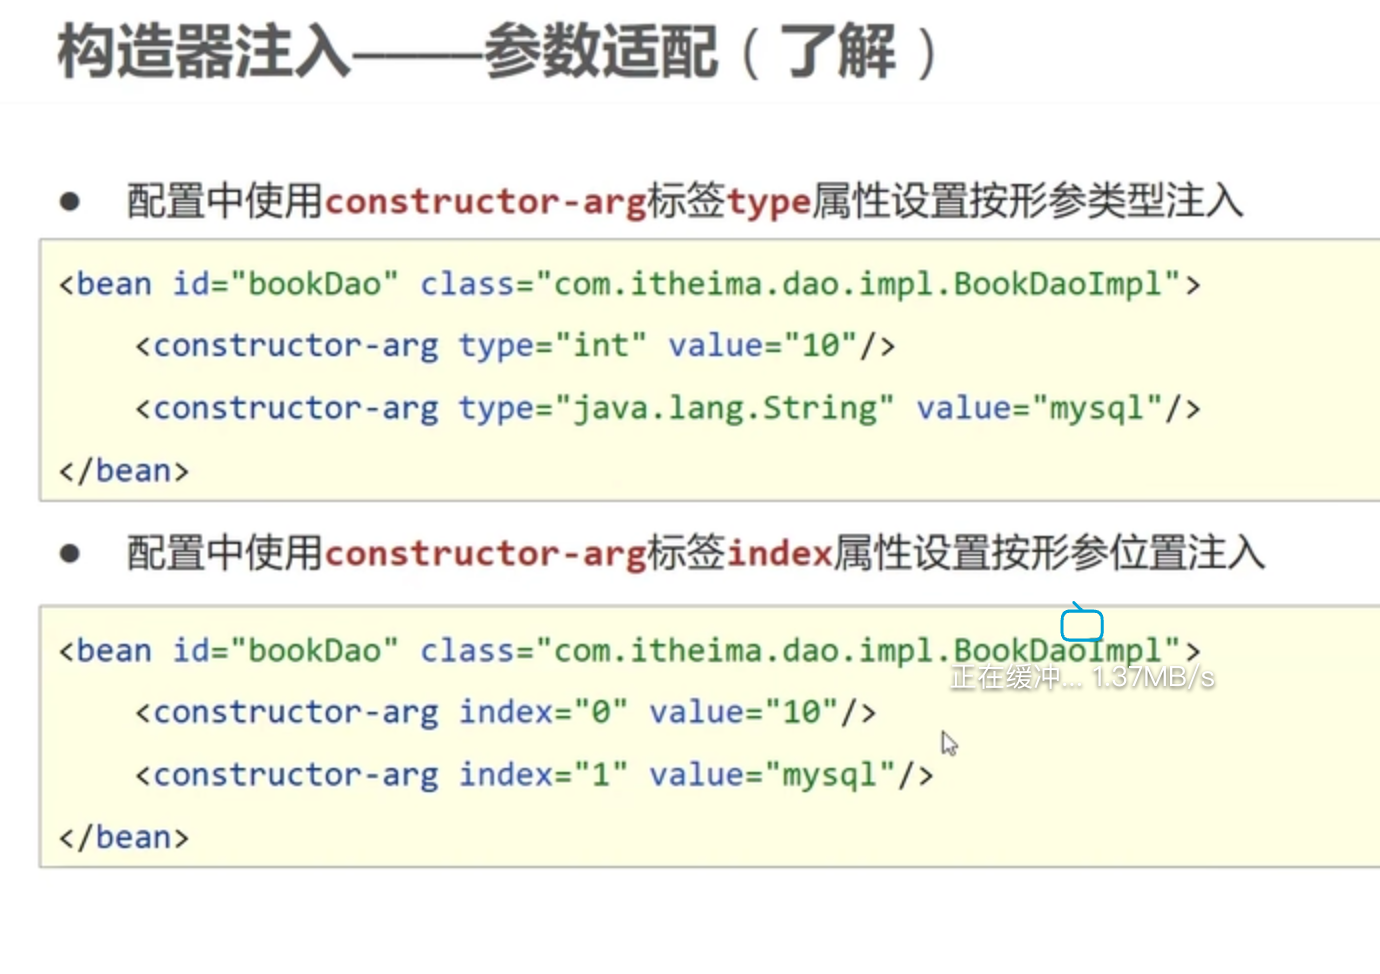 构造器注入——参数适配（了解）
● 配置中使用constructor-arg标签type属性设置按形参类型注入
<bean id="bookDao" class="com.itheima.dao.impl.BookDaoImpl">
<constructor-arg type="int" value="10"/>
<constructor-arg type="java.lang.String" value="mysql"/>
</bean>
● 配置中使用constructor-arg标签index属性设置按形参位置注入
<bean id="bookDao" class="com.itheima.dao.impl.BookDaoImpl">
正在缓冲... 1.37MB/s
<constructor-arg index="0" value="10"/>
<constructor-arg index="1" value="mysql"/>
</bean>